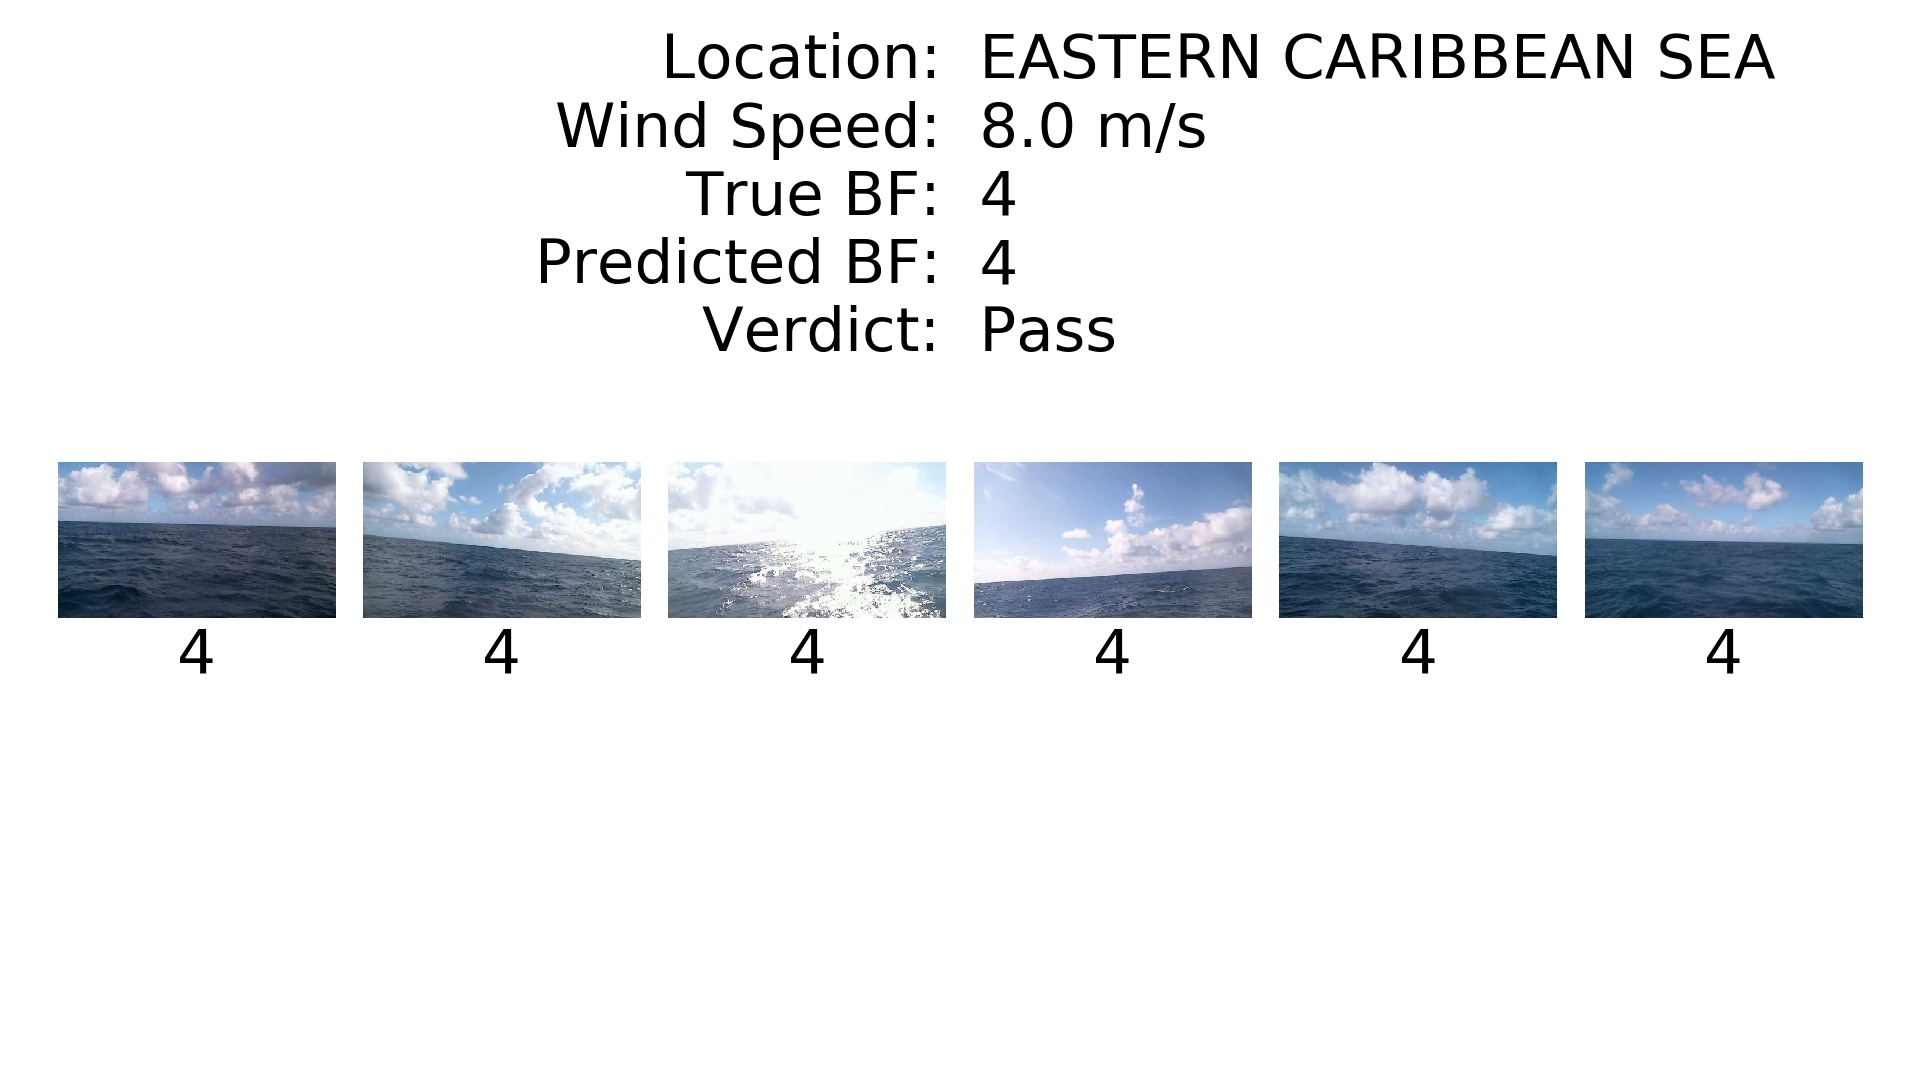 Location: EASTERN CARIBBEAN SEA
Wind Speed: 8.0 m/s
True BF: 4
Predicted BF: 4
Verdict: Pass
4 4 4 4 4 4